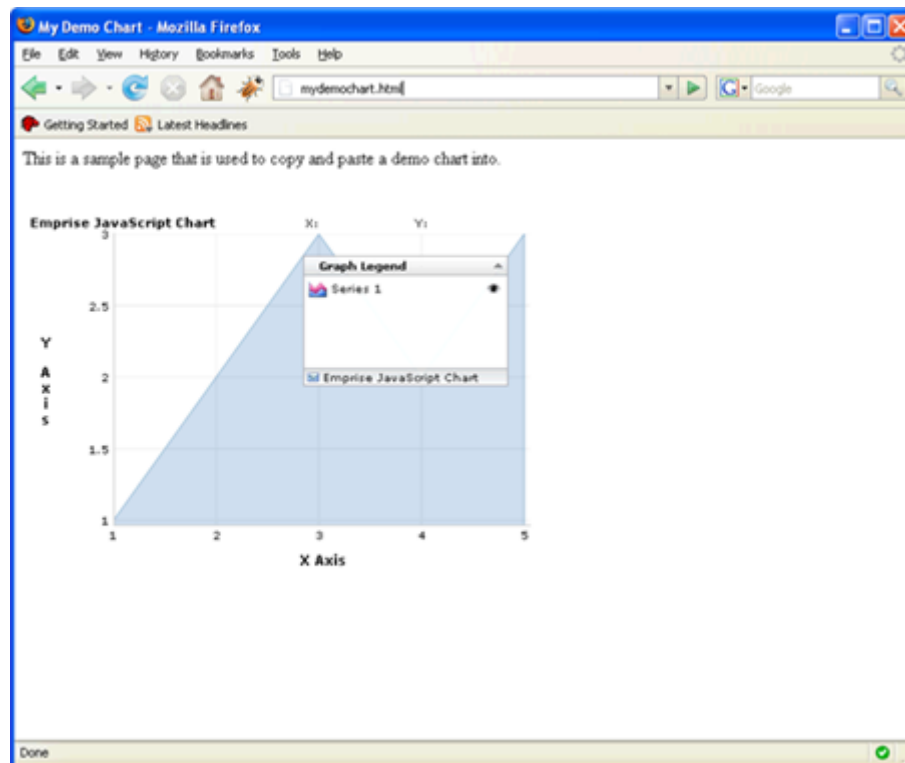 My Demo Chart - Mozilla Firefox
File Edit View History Bookmarks Tools Help
mydemochart.html
Google
Getting Started Latest Headlines
This is a sample page that is used to copy and paste a demo chart into.
Emprise JavaScript Chart X: Y:
3
Graph Legend
Series 1
2.5
Y Axis
2
Emprise JavaScript Chart
1.5
1
1 2 3 4 5
X Axis
Done